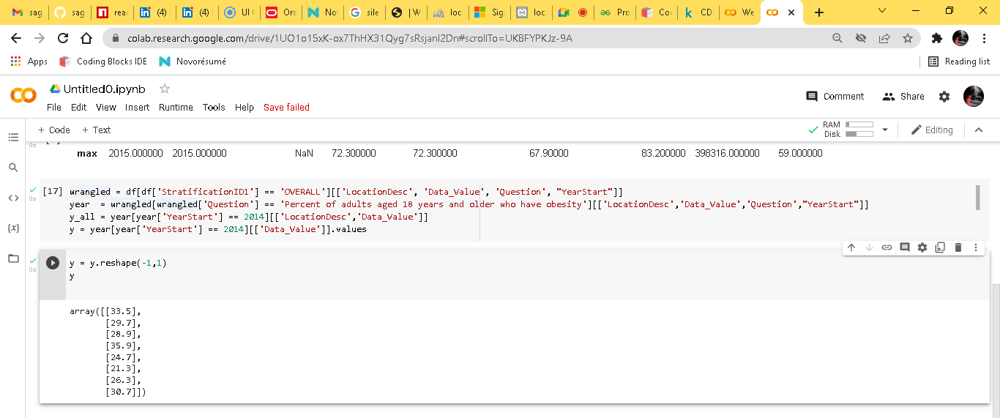 sag
sag
reac
(4)
(4)
UI
Ora
No
sile
| W
loc
Sig
loc
Pro
Co
CD
We
colab.research.google.com/drive/1UO1o15xK-ox7ThHX31Qyg7sRsjanI2Dn#scrollTo=UKBFYPKJz-9A
Apps Coding Blocks IDE Novorésumé Reading list
Untitled0.ipynb
File Edit View Insert Runtime Tools Help Save failed
Comment Share
+ Code + Text
RAM
Disk
Editing
max 2015.000000 2015.000000 NaN 72.300000 72.300000 67.90000 83.200000 398316.000000 59.000000
[17] wrangled = df[df['StratificationID1'] == 'OVERALL'][['LocationDesc', 'Data_Value', 'Question', "YearStart"]]
year = wrangled[wrangled['Question'] == 'Percent of adults aged 18 years and older who have obesity'][['LocationDesc','Data_Value','Question',"YearStart"]]
y_all = year[year['YearStart'] == 2014][['LocationDesc','Data_Value']]
y = year[year['YearStart'] == 2014][['Data_Value']].values
0s
y = y.reshape(-1,1)
y
0s
array([[33.5],
[29.7],
[28.9],
[35.9],
[24.7],
[21.3],
[26.3],
[30.7]])